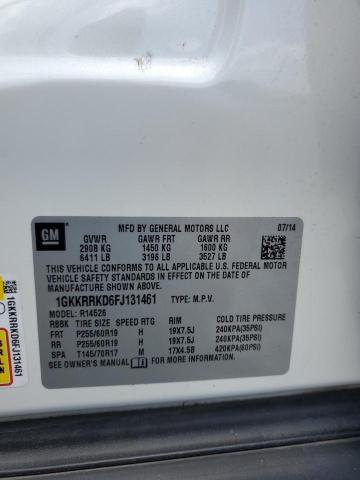 GM
MFD BY GENERAL MOTORS LLC 07/14
GVWR GAWR FRT GAWR RR
2908 KG 1450 KG 1600 KG
6411 LB 3196 LB 3527 LB
THIS VEHICLE CONFORMS TO ALL APPLICABLE U.S. FEDERAL MOTOR
VEHICLE SAFETY STANDARDS IN EFFECT ON THE DATE OF
MANUFACTURE SHOWN ABOVE.
1GKKRRKD6FJ131461 TYPE: M.P.V.
MODEL: R14526
RBBK TIRE SIZE SPEED RTG RIM COLD TIRE PRESSURE
FRT P255/60R19 H 19X7.5J 240KPA(35PSI)
RR P255/60R19 H 19X7.5J 240KPA(35PSI)
SPA T145/70R17 M 17X4.5B 420KPA(60PSI)
SEE OWNER'S MANUAL FOR MORE INFORMATION.
1GKKRRKD6FJ131461